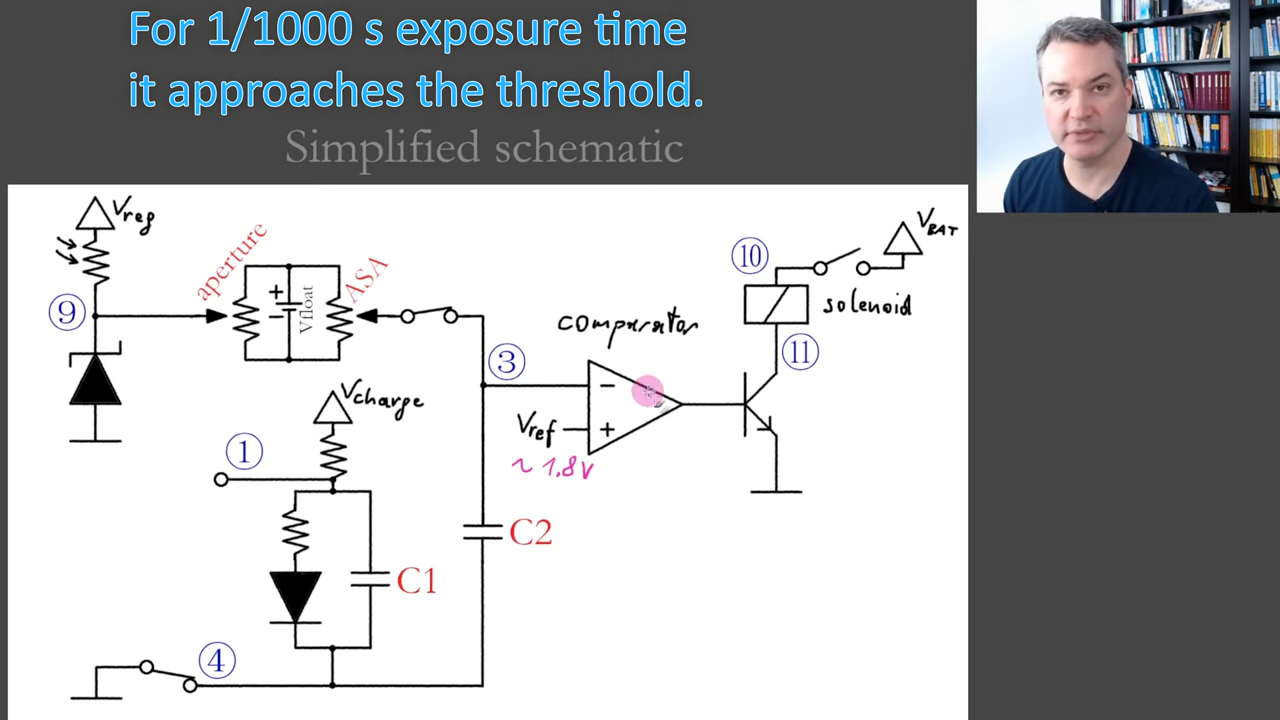 For 1/1000 s exposure time
it approaches the threshold.
Simplified schematic
Vreg
aperture
+
−
Vfloat
ASA
9
10
VBAT
solenoid
11
comparator
3
−
Vref
+
~ 1.8V
Vcharge
1
C2
C1
4